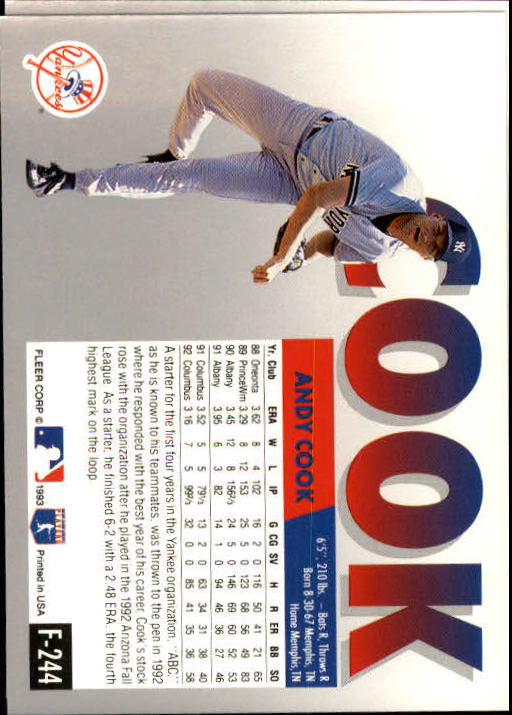 COOK
6'5", 210 lbs. – Bats R, Throws R
Born 8-30-67 Memphis, TN
Home Memphis, TN
ANDY COOK
Yr. Club ERA W L IP G CG SV H R ER BB SO
88 Oneonta 3.62 8 4 102 16 2 0 116 50 41 21 65
89 PrinceWm 3.29 8 12 153 25 5 0 123 68 56 49 83
90 Albany 3.45 12 8 156⅔ 24 5 0 146 69 60 52 53
91 Albany 3.95 6 3 82 14 1 0 94 46 36 27 46
91 Columbus 3.52 5 5 79⅓ 13 2 0 63 34 31 38 40
92 Columbus 3.16 7 5 99⅔ 32 0 0 85 41 35 36 58
A starter for the first four years in the Yankee organization, "ABC,"
as he is known to his teammates, was thrown to the pen in 1992
where he responded with the best year of his career. Cook's stock
rose with the organization after he played in the 1992 Arizona Fall
League. As a starter, he finished 6-2 with a 2.48 ERA, the fourth
highest mark on the loop.
FLEER CORP © 1993 Printed in USA
F-244
Yankees
NY
YOR